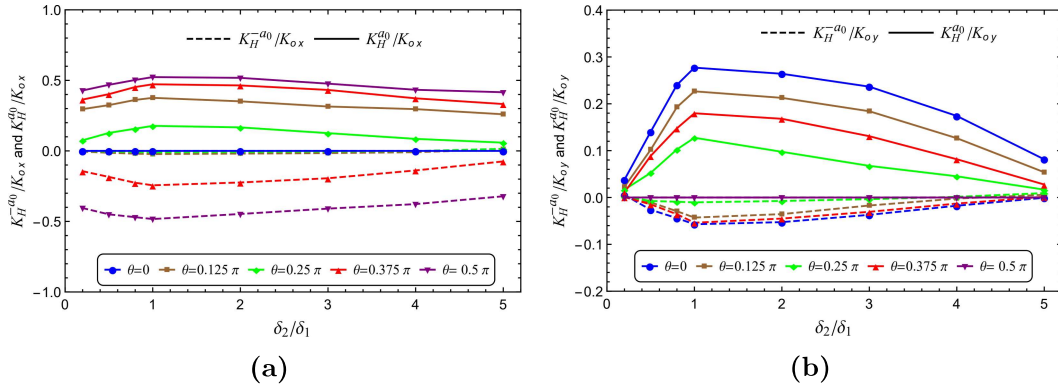 K_H^{-a_0}/K_{ox} and K_H^{a_0}/K_{ox}
1.0
0.5
0.0
-0.5
-1.0
K_H^{-a_0}/K_{ox} K_H^{a_0}/K_{ox}
θ=0 θ=0.125 π θ=0.25 π θ=0.375 π θ= 0.5 π
0 1 2 3 4 5
δ_2/δ_1
(a)
K_H^{-a_0}/K_{oy} and K_H^{a_0}/K_{oy}
0.4
0.3
0.2
0.1
0.0
-0.1
-0.2
K_H^{-a_0}/K_{oy} K_H^{a_0}/K_{oy}
θ=0 θ=0.125 π θ=0.25 π θ=0.375 π θ= 0.5 π
0 1 2 3 4 5
δ_2/δ_1
(b)